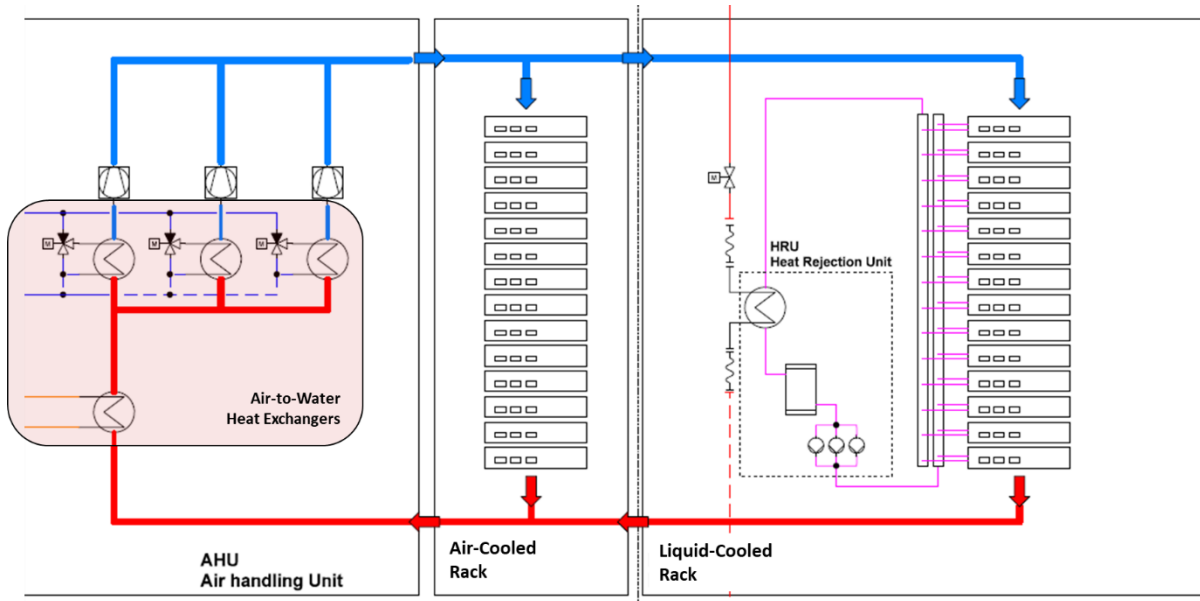 M
M
M
M
HRU
Heat Rejection Unit
Air-to-Water
Heat Exchangers
Air-Cooled
Rack
Liquid-Cooled
Rack
AHU
Air handling Unit